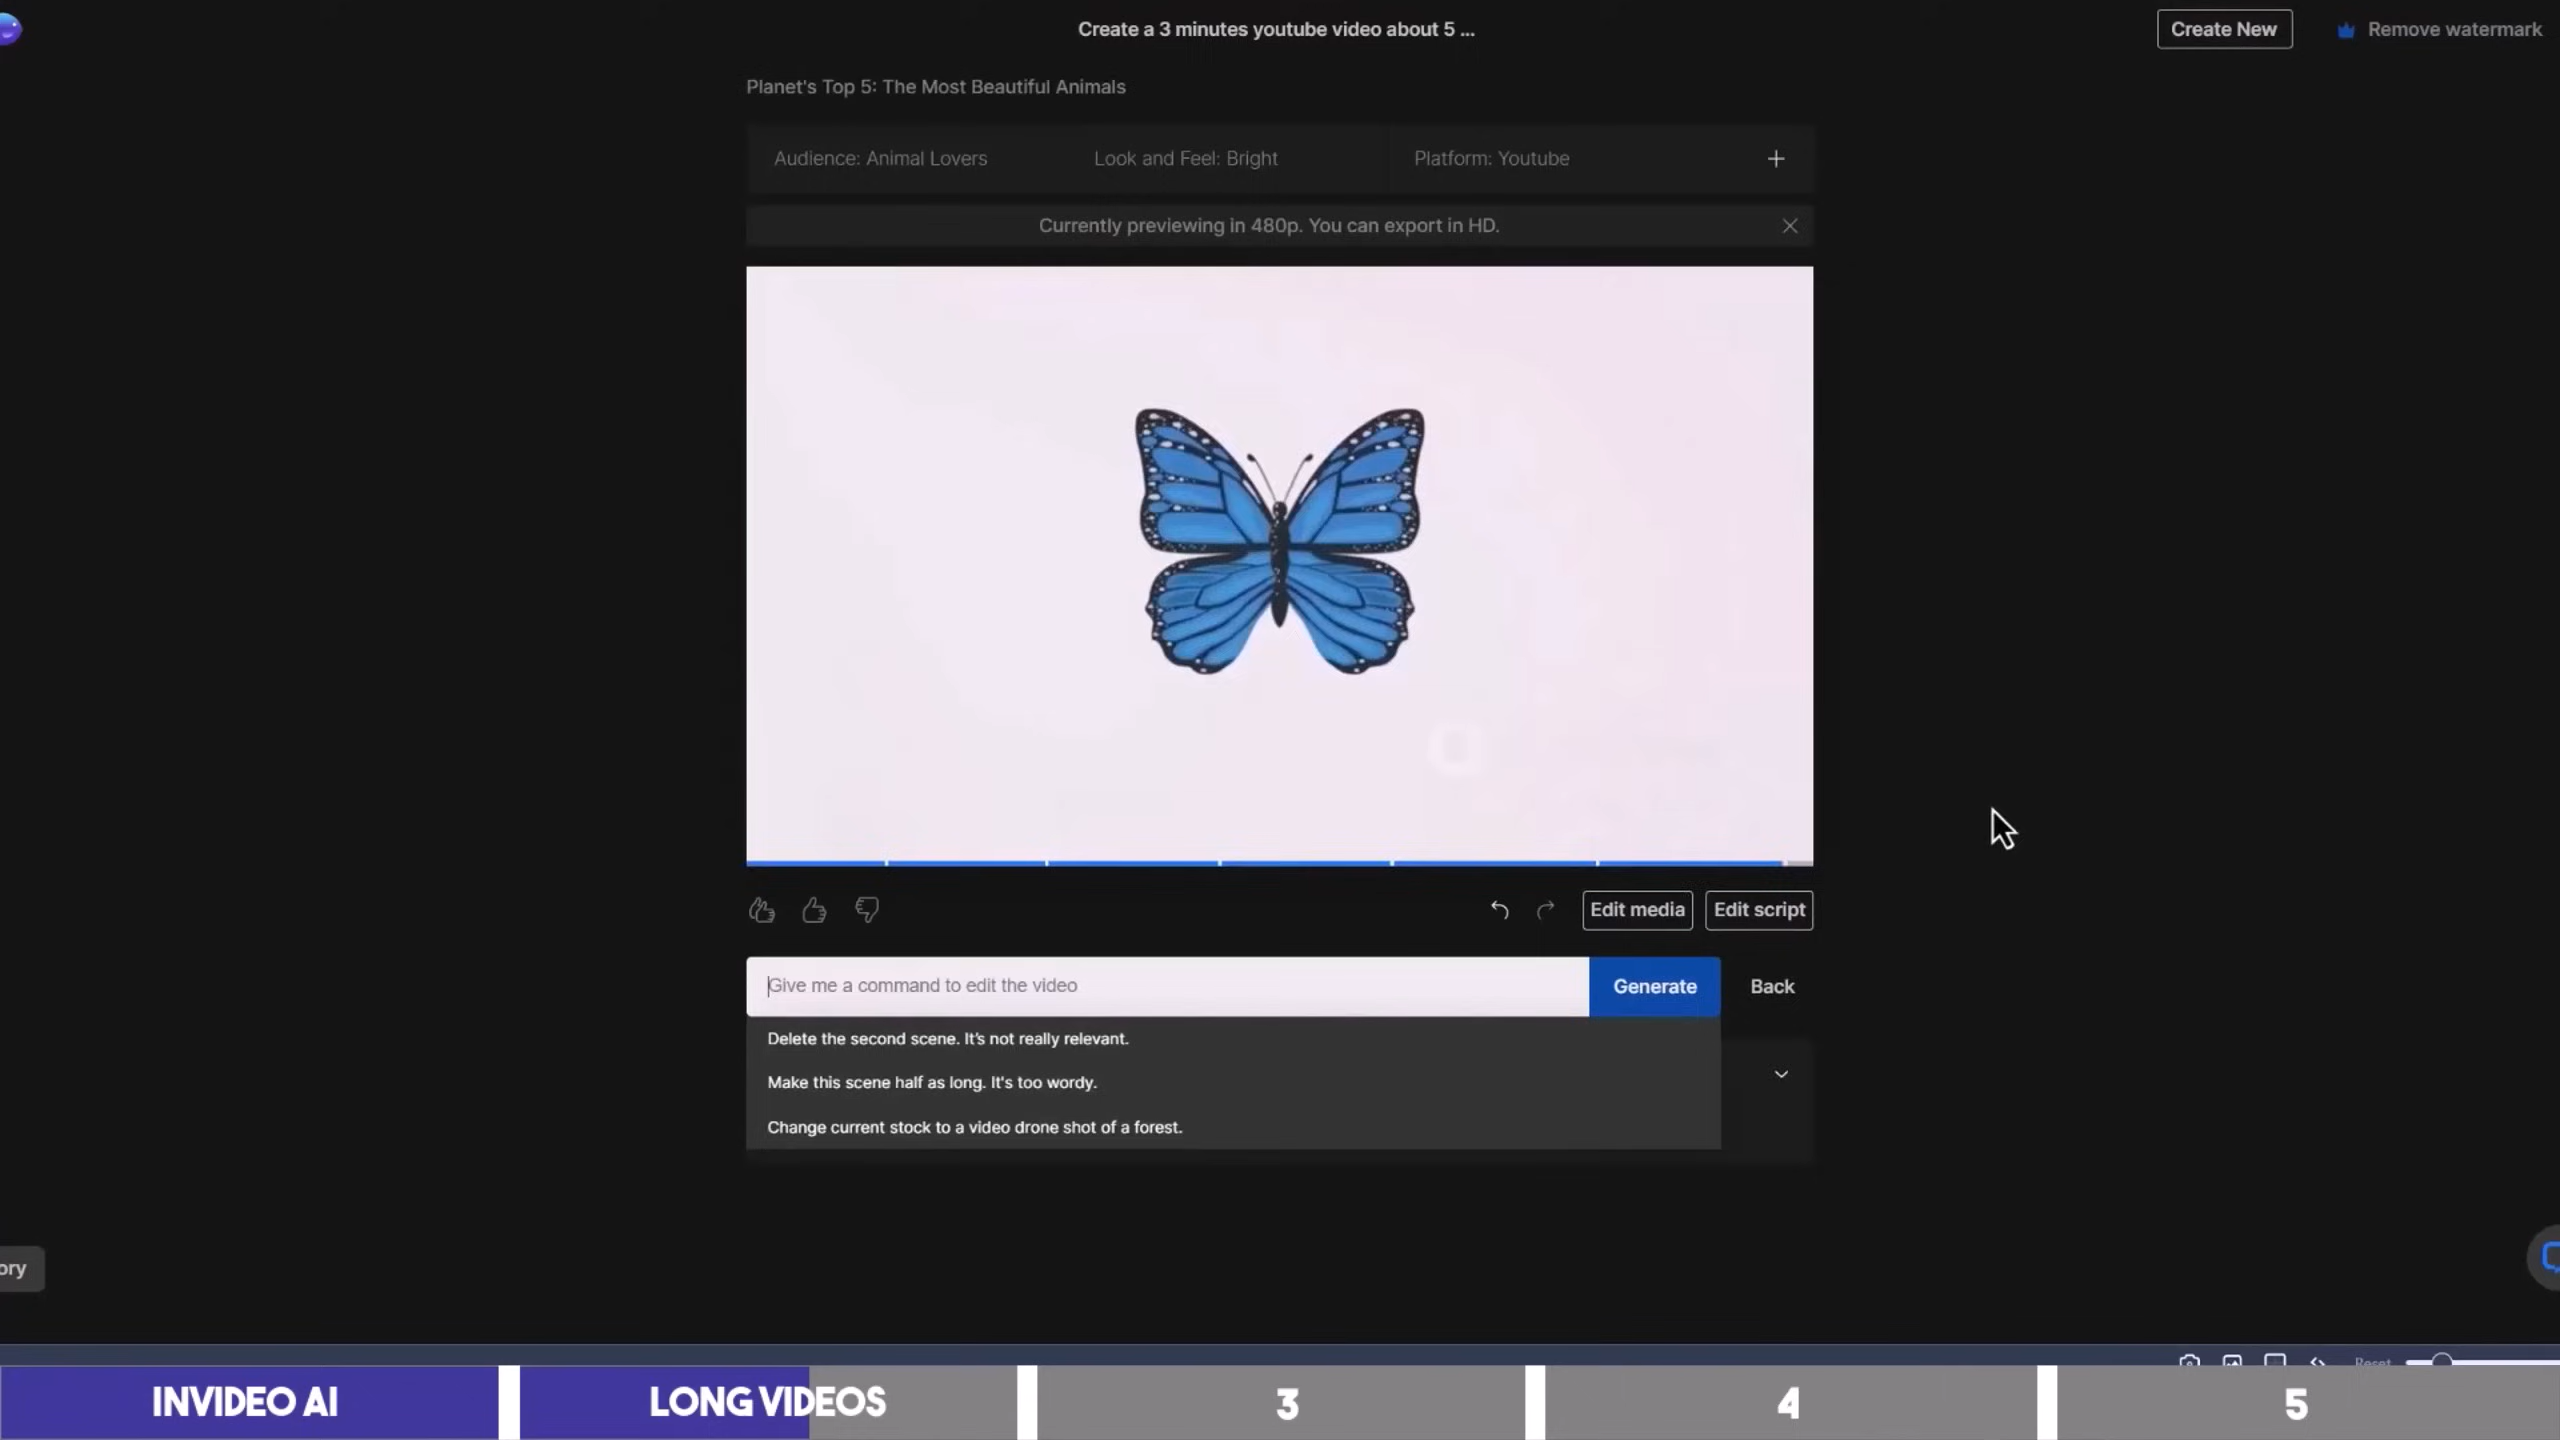 Create a 3 minutes youtube video about 5 ...
Create New
Remove watermark
Planet's Top 5: The Most Beautiful Animals
Audience: Animal Lovers
Look and Feel: Bright
Platform: Youtube
Currently previewing in 480p. You can export in HD.
Edit media
Edit script
Give me a command to edit the video
Generate
Back
Delete the second scene. It's not really relevant.
Make this scene half as long. It's too wordy.
Change current stock to a video drone shot of a forest.
ory
Reset
INVIDEO AI
LONG VIDEOS
3
4
5